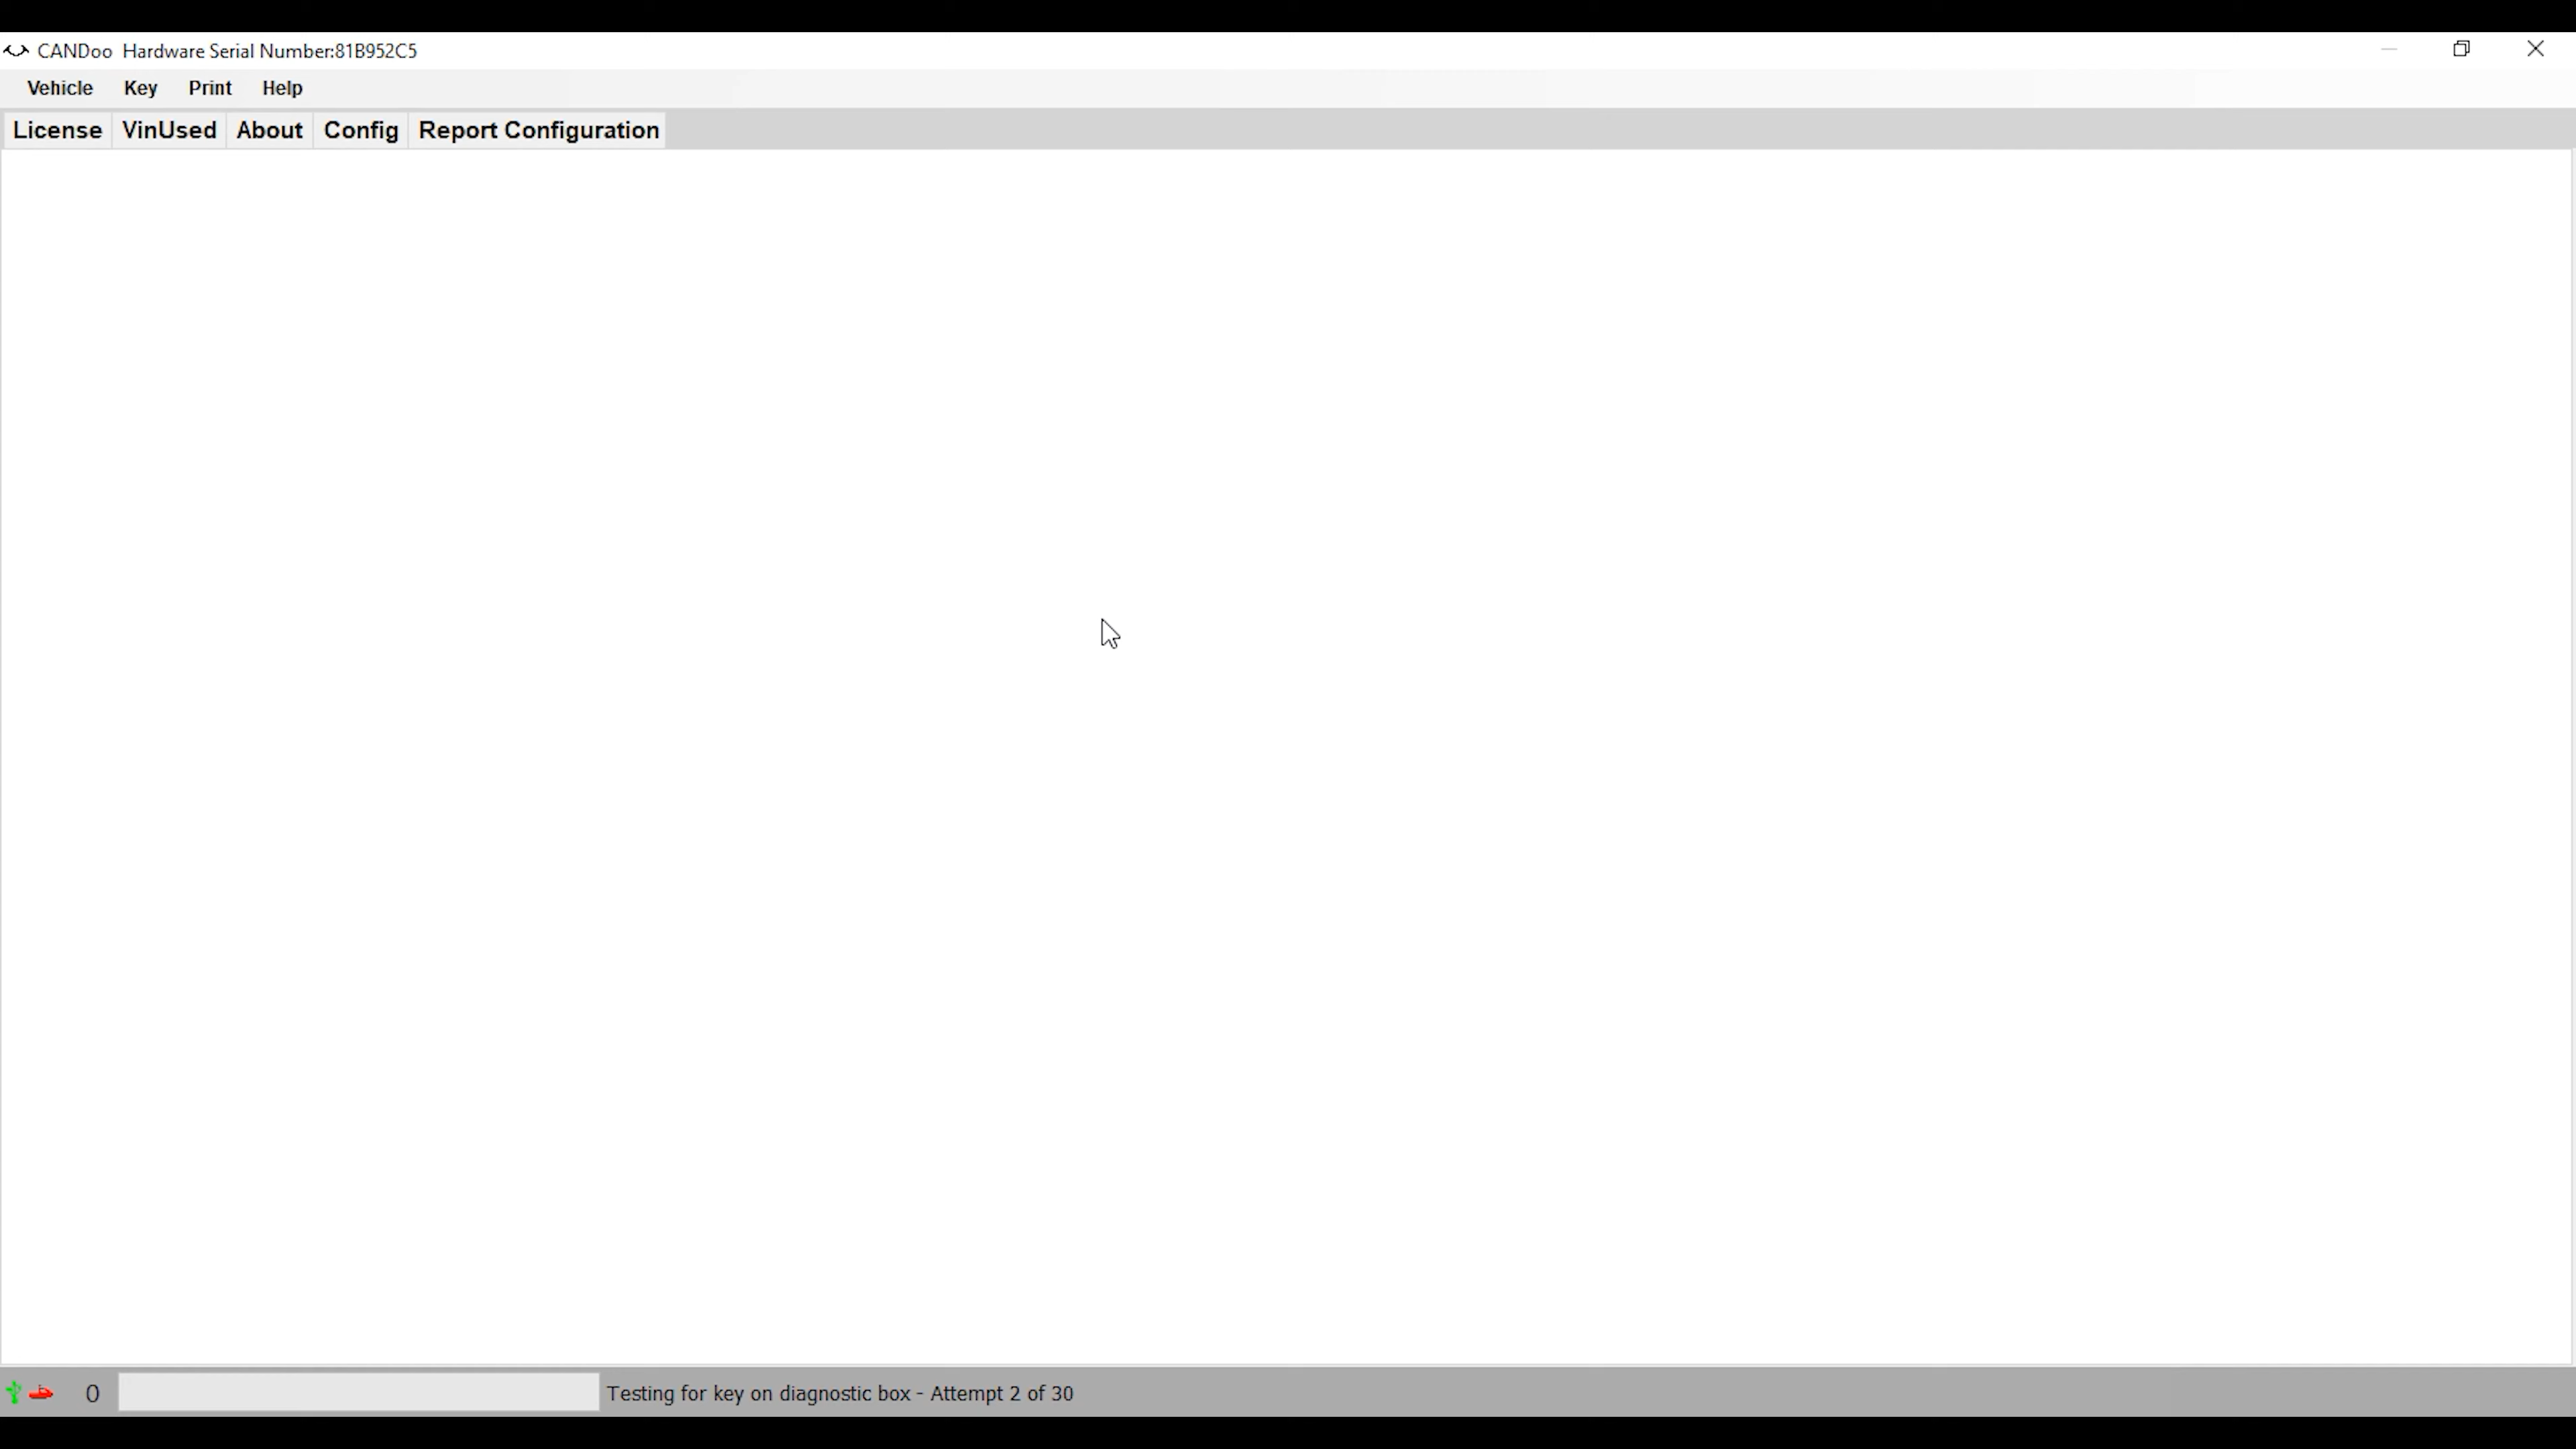 CANDoo Hardware Serial Number:81B952C5
Vehicle Key Print Help
License VinUsed About Config Report Configuration
0 Testing for key on diagnostic box - Attempt 2 of 30